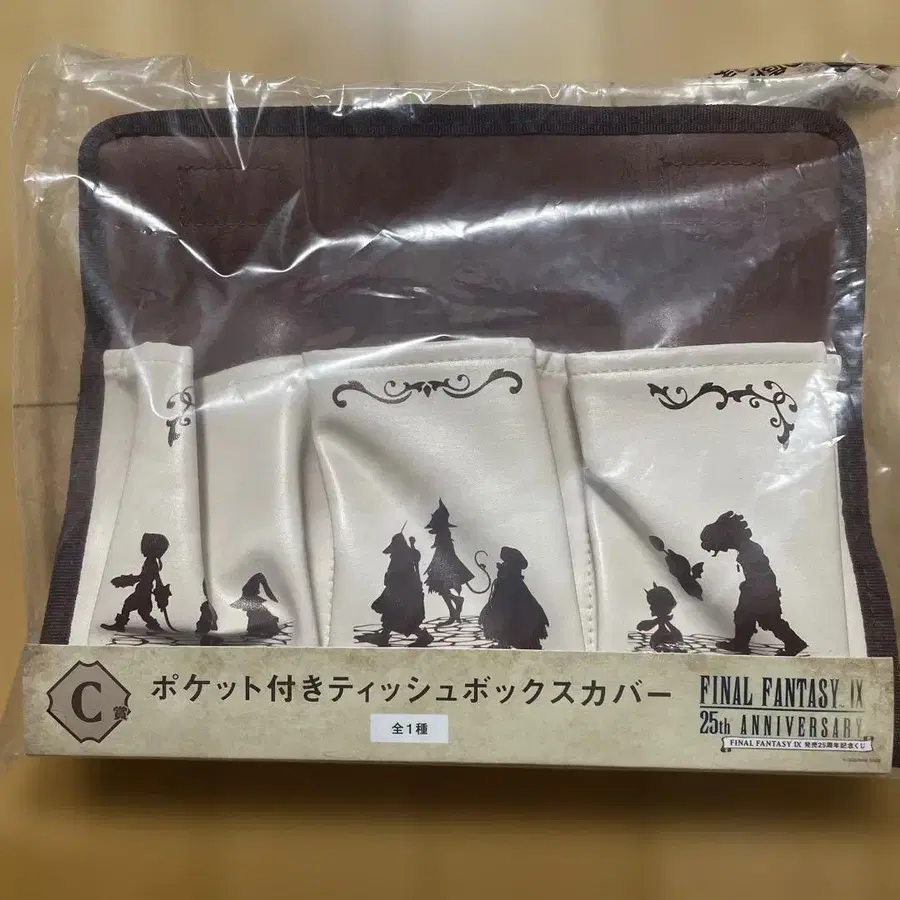 C賞
ポケット付きティッシュボックスカバー
全1種
FINAL FANTASY IX
25th ANNIVERSARY
FINAL FANTASY IX 発売25周年記念くじ